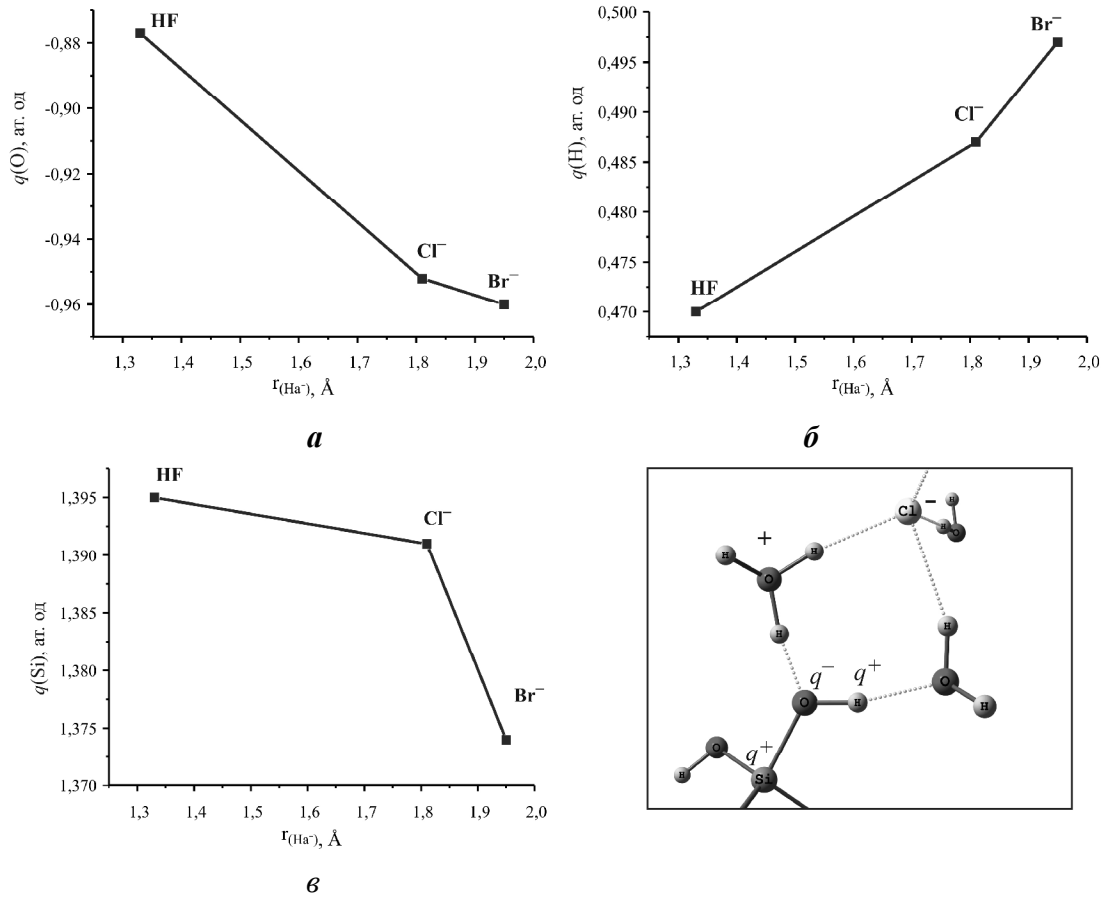 HF
Cl⁻
Br⁻
-0,88
-0,90
-0,92
-0,94
-0,96
q(O), ат. од
1,3 1,4 1,5 1,6 1,7 1,8 1,9 2,0
r(Ha⁻), Å
а
0,500
0,495
0,490
0,485
0,480
0,475
0,470
q(H), ат. од
Br⁻
Cl⁻
HF
1,3 1,4 1,5 1,6 1,7 1,8 1,9 2,0
r(Ha⁻), Å
б
1,395
1,390
1,385
1,380
1,375
1,370
q(Si), ат. од
HF
Cl⁻
Br⁻
1,3 1,4 1,5 1,6 1,7 1,8 1,9 2,0
r(Ha⁻), Å
в
Cl − H
H O
+
H H
O
H H
q⁻ q⁺
O H O H
q⁺
O
H Si